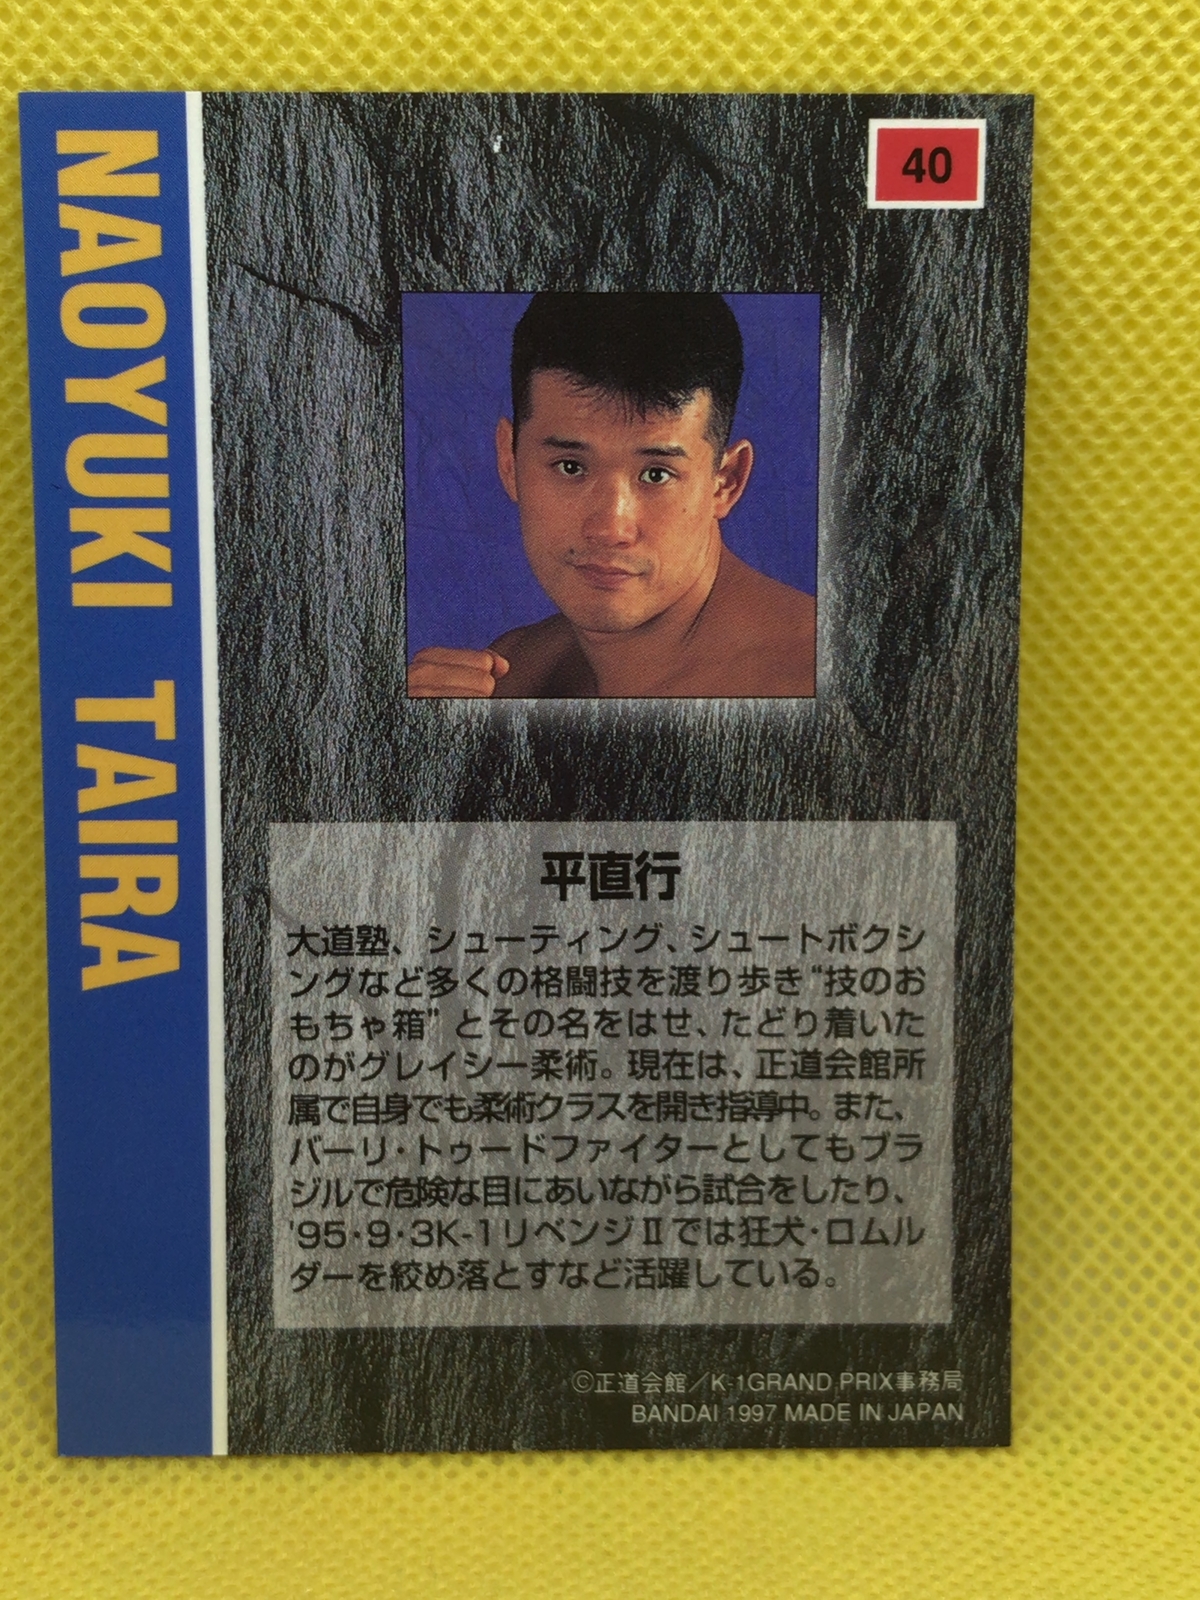 NAOYUKI TAIRA
40
平直行
大道塾、シューティング、シュートボクシ
ングなど多くの格闘技を渡り歩き“技のお
もちゃ箱”とその名をはせ、たどり着いた
のがグレイシー柔術。現在は、正道会館所
属で自身でも柔術クラスを開き指導中。また、
バーリ・トゥードファイターとしてもブラ
ジルで危険な目にあいながら試合をしたり、
'95・9・3K-1リベンジⅡでは狂犬・ロムル
ダーを絞め落とすなど活躍している。
©正道会館／K-1GRAND PRIX事務局
BANDAI 1997 MADE IN JAPAN